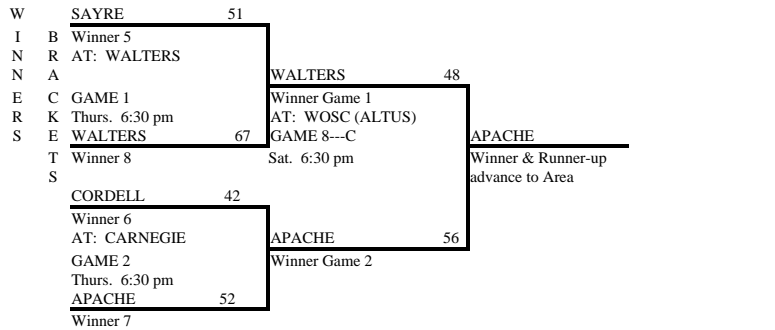 WINNERS
BRACKETS
SAYRE 51
Winner 5
AT: WALTERS
GAME 1
Thurs. 6:30 pm
WALTERS 67
Winner 8
CORDELL 42
Winner 6
AT: CARNEGIE
GAME 2
Thurs. 6:30 pm
APACHE 52
Winner 7
WALTERS 48
Winner Game 1
AT: WOSC (ALTUS)
GAME 8---C
Sat. 6:30 pm
APACHE 56
Winner Game 2
APACHE
Winner & Runner-up
advance to Area